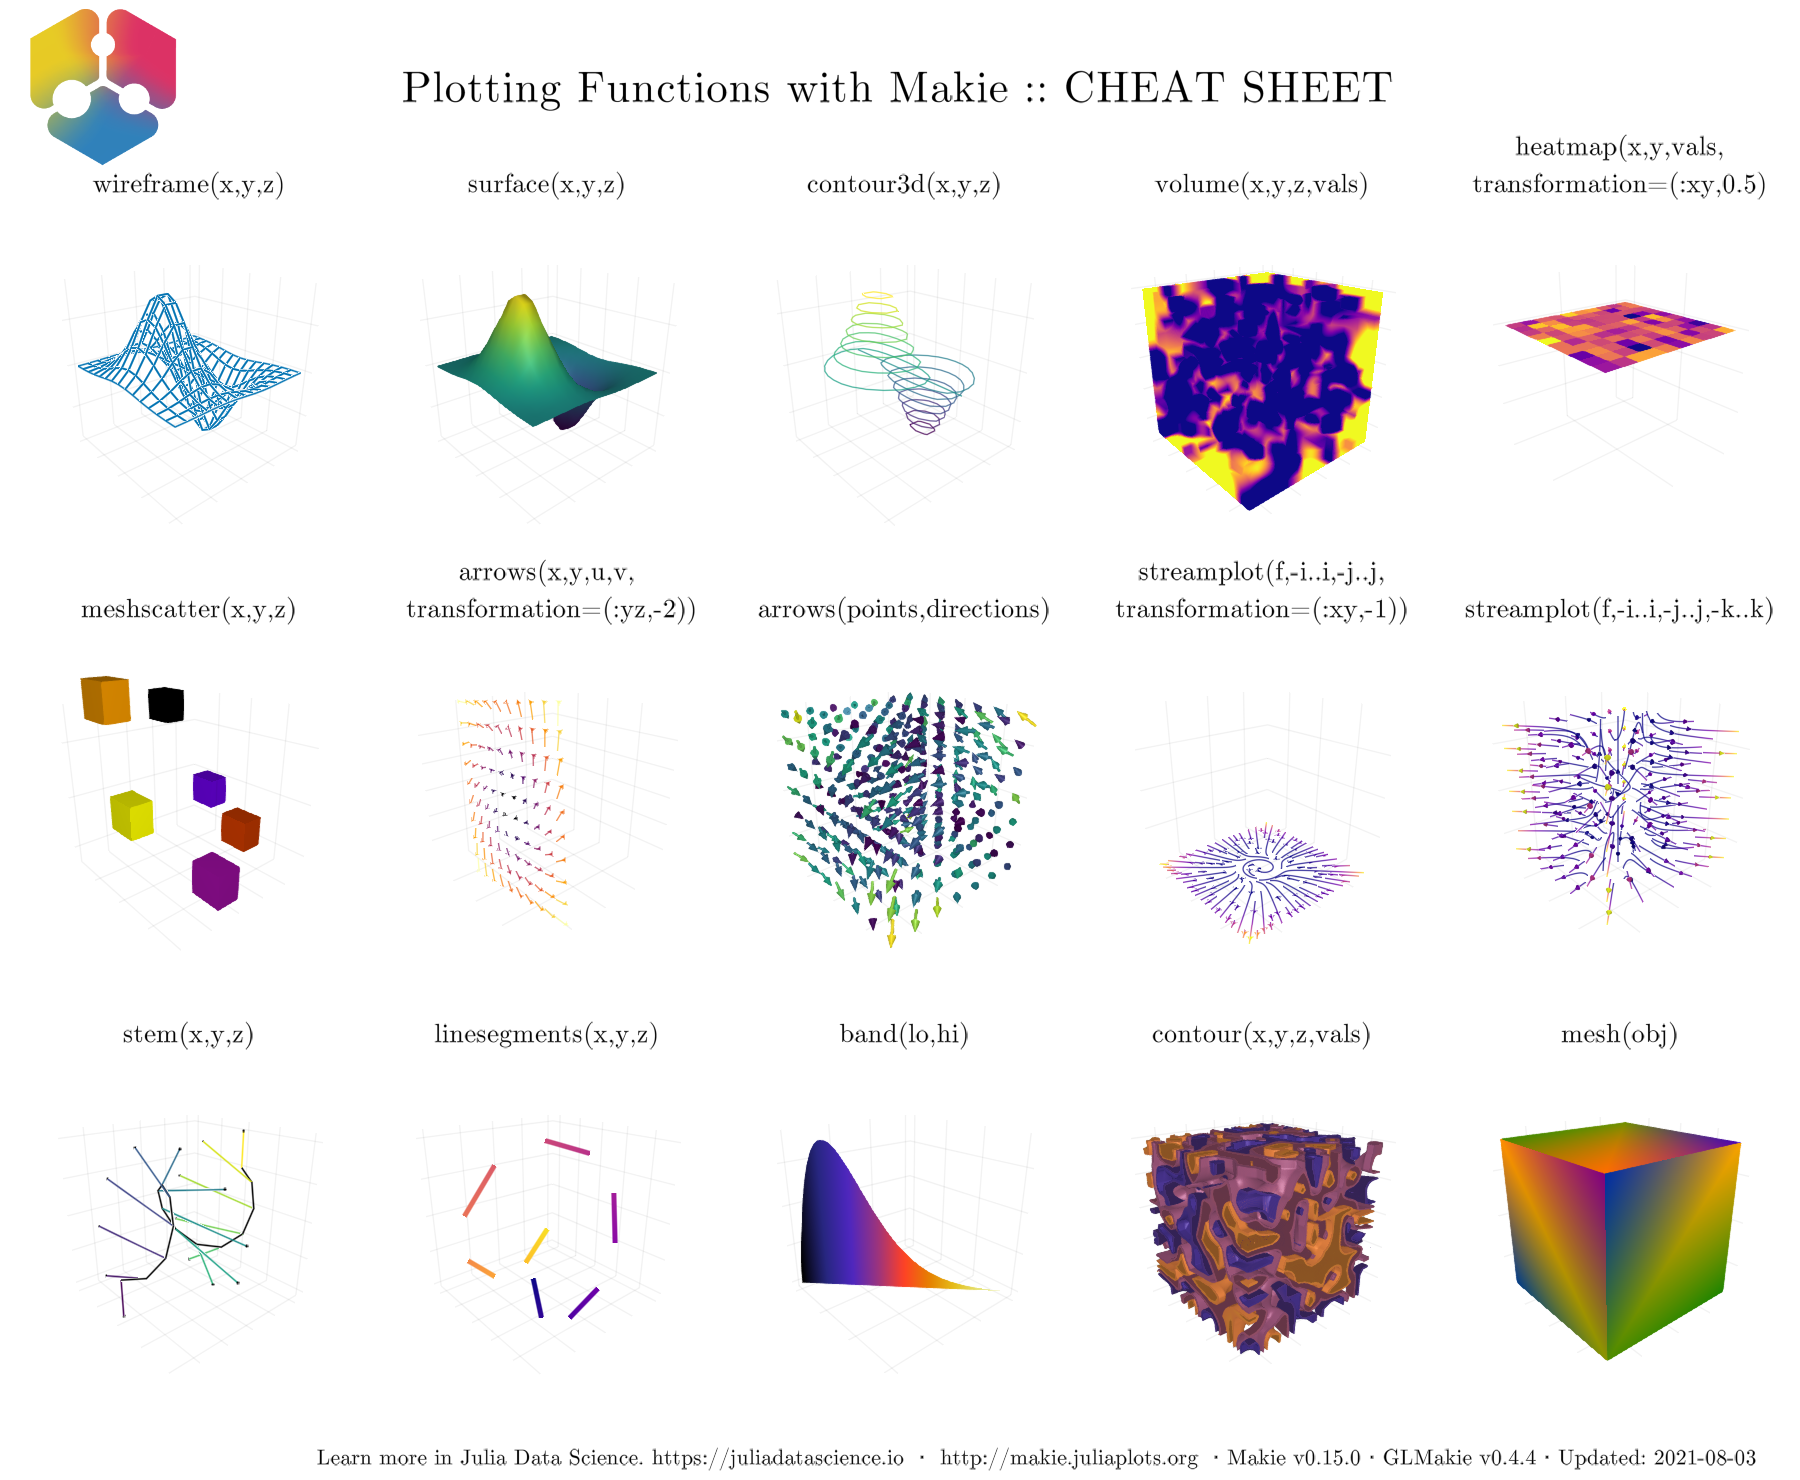 Plotting Functions with Makie :: CHEAT SHEET
wireframe(x,y,z)
surface(x,y,z)
contour3d(x,y,z)
volume(x,y,z,vals)
heatmap(x,y,vals,
transformation=(:xy,0.5)
meshscatter(x,y,z)
arrows(x,y,u,v,
transformation=(:yz,-2))
arrows(points,directions)
streamplot(f,-i..i,-j..j,
transformation=(:xy,-1))
streamplot(f,-i..i,-j..j,-k..k)
stem(x,y,z)
linesegments(x,y,z)
band(lo,hi)
contour(x,y,z,vals)
mesh(obj)
Learn more in Julia Data Science. https://juliadatascience.io · http://makie.juliaplots.org · Makie v0.15.0 · GLMakie v0.4.4 · Updated: 2021-08-03